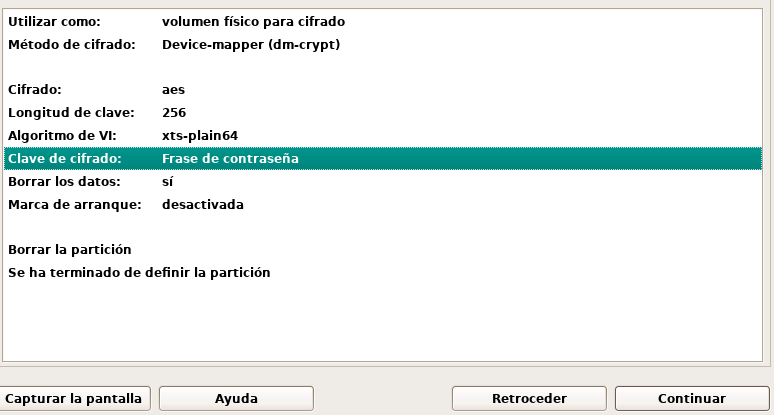 Utilizar como: volumen físico para cifrado
Método de cifrado: Device-mapper (dm-crypt)
Cifrado: aes
Longitud de clave: 256
Algoritmo de VI: xts-plain64
Clave de cifrado: Frase de contraseña
Borrar los datos: sí
Marca de arranque: desactivada
Borrar la partición
Se ha terminado de definir la partición
Capturar la pantalla Ayuda Retroceder Continuar